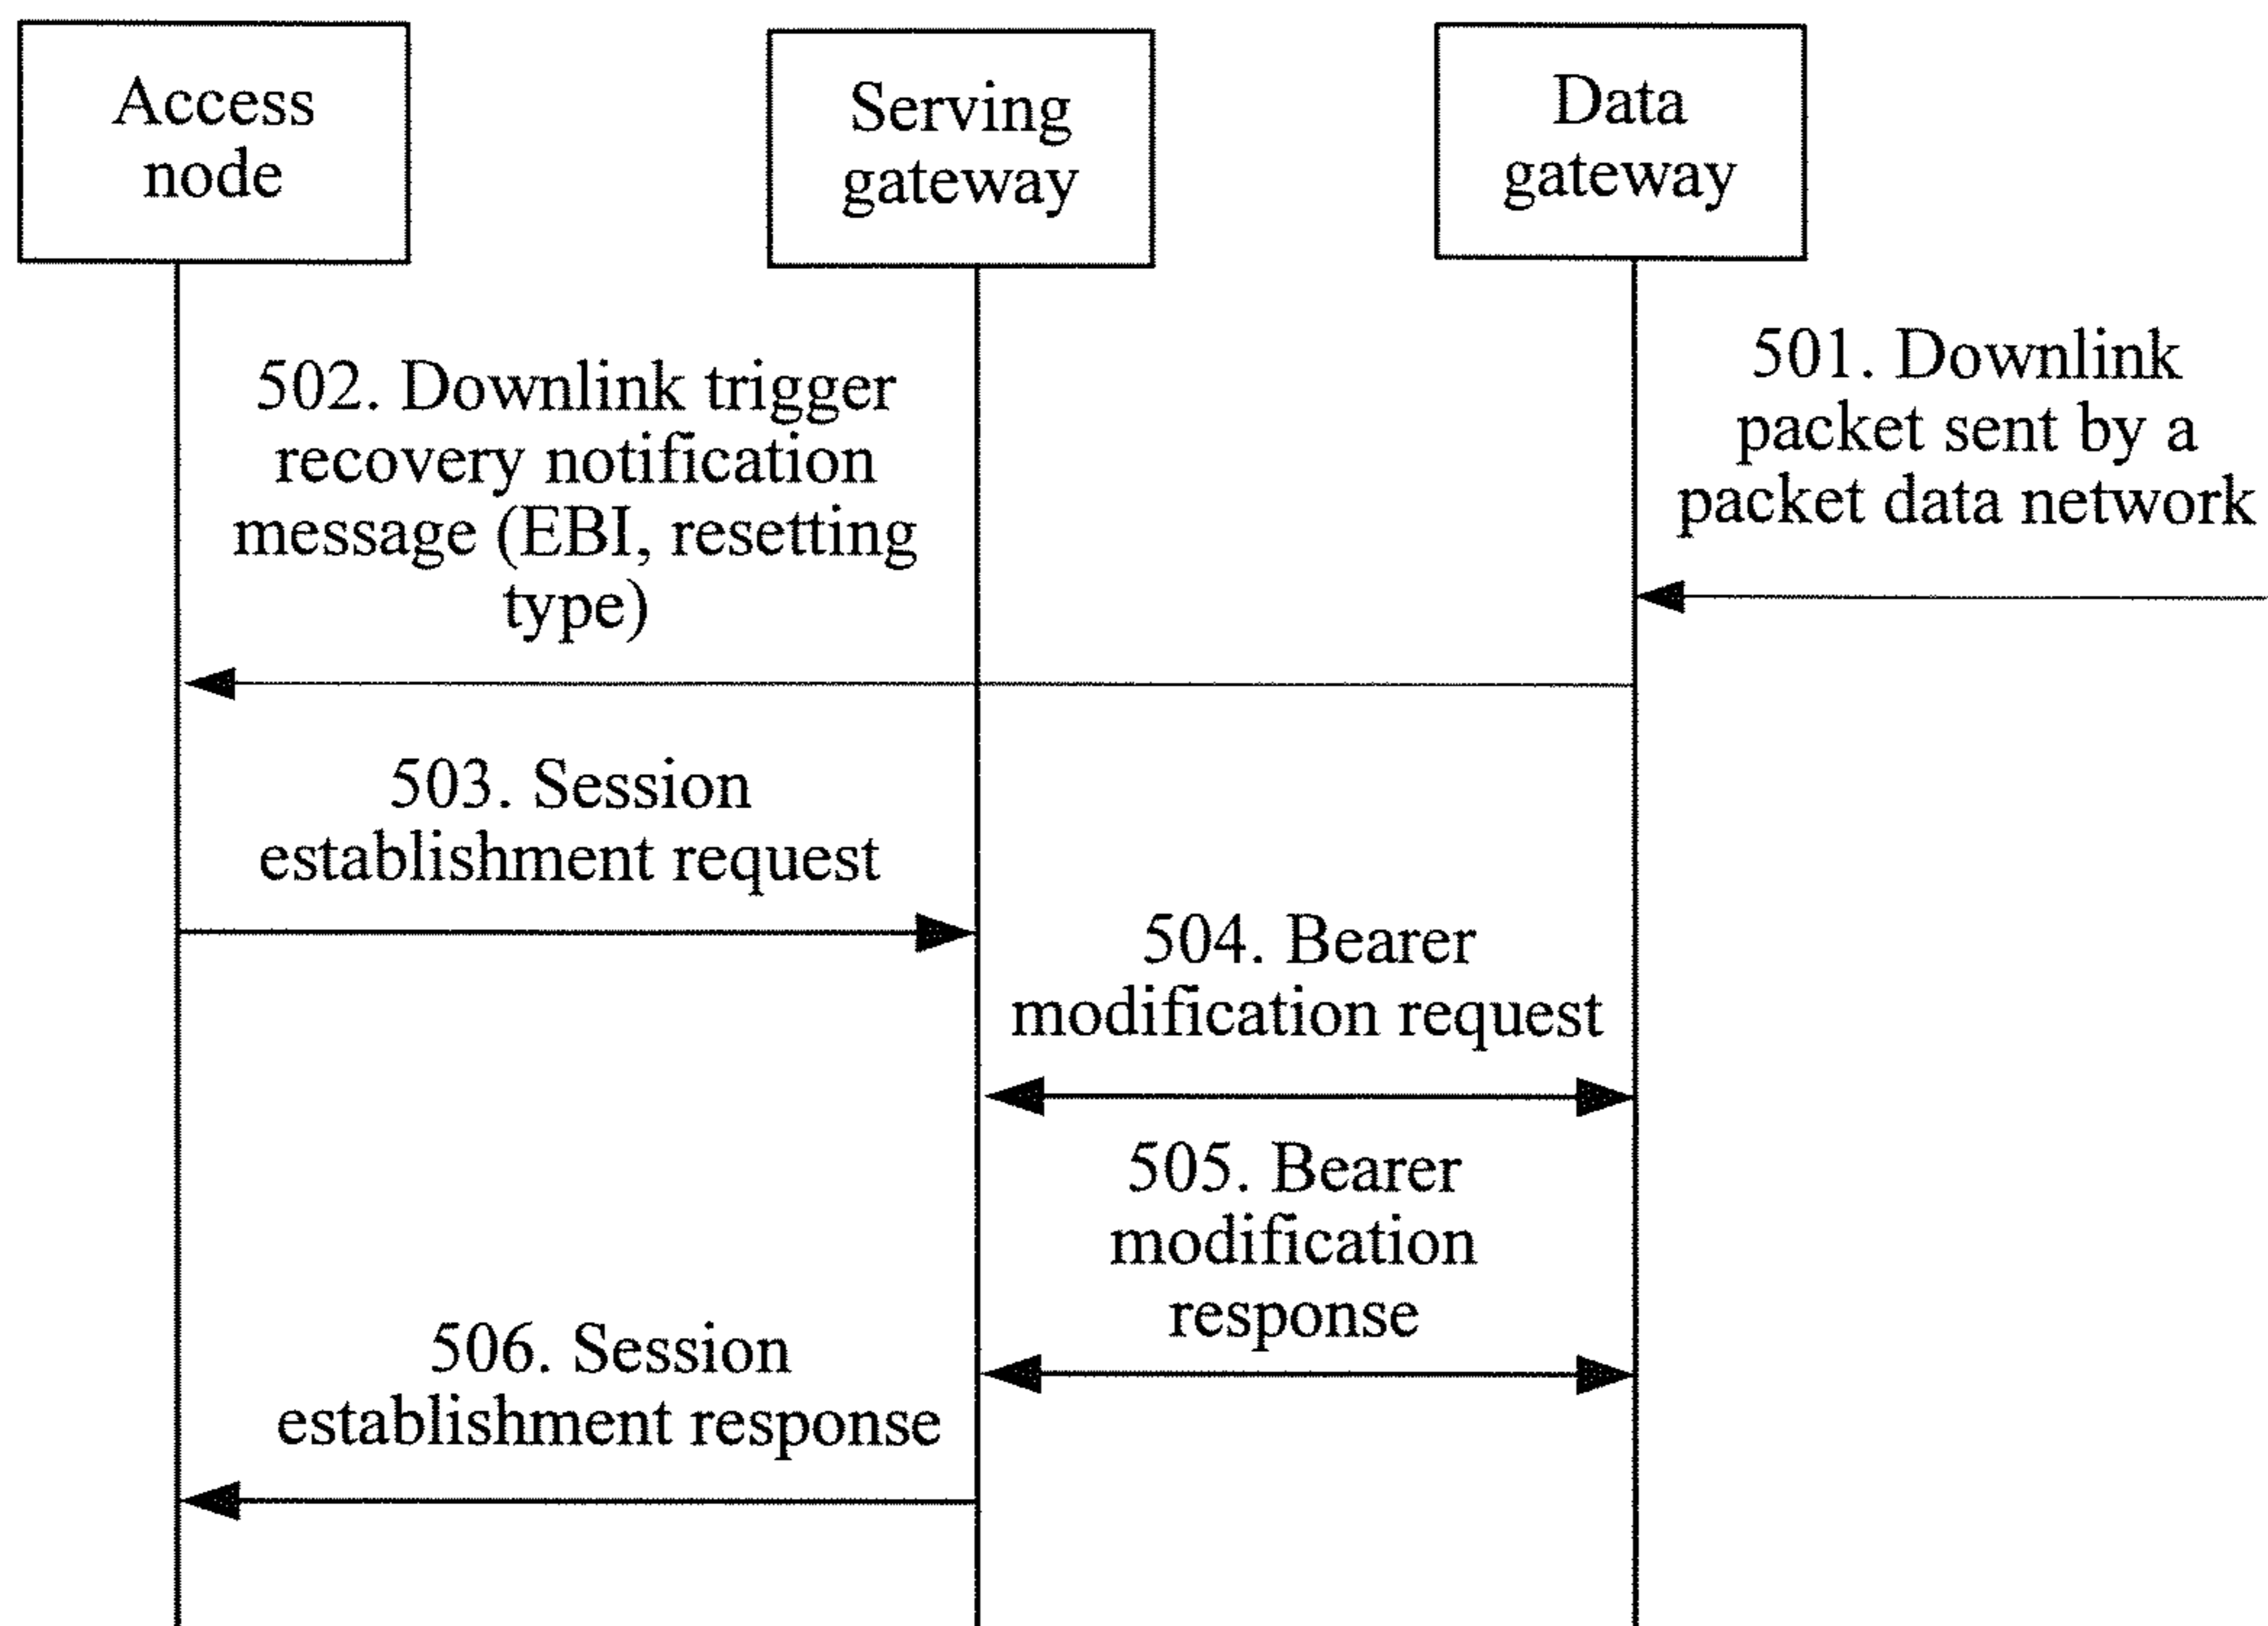 Access
node
Serving
gateway
Data
gateway
501. Downlink
packet sent by a
packet data network
502. Downlink trigger
recovery notification
message (EBI, resetting
type)
503. Session
establishment request
504. Bearer
modification request
505. Bearer
modification
response
506. Session
establishment response